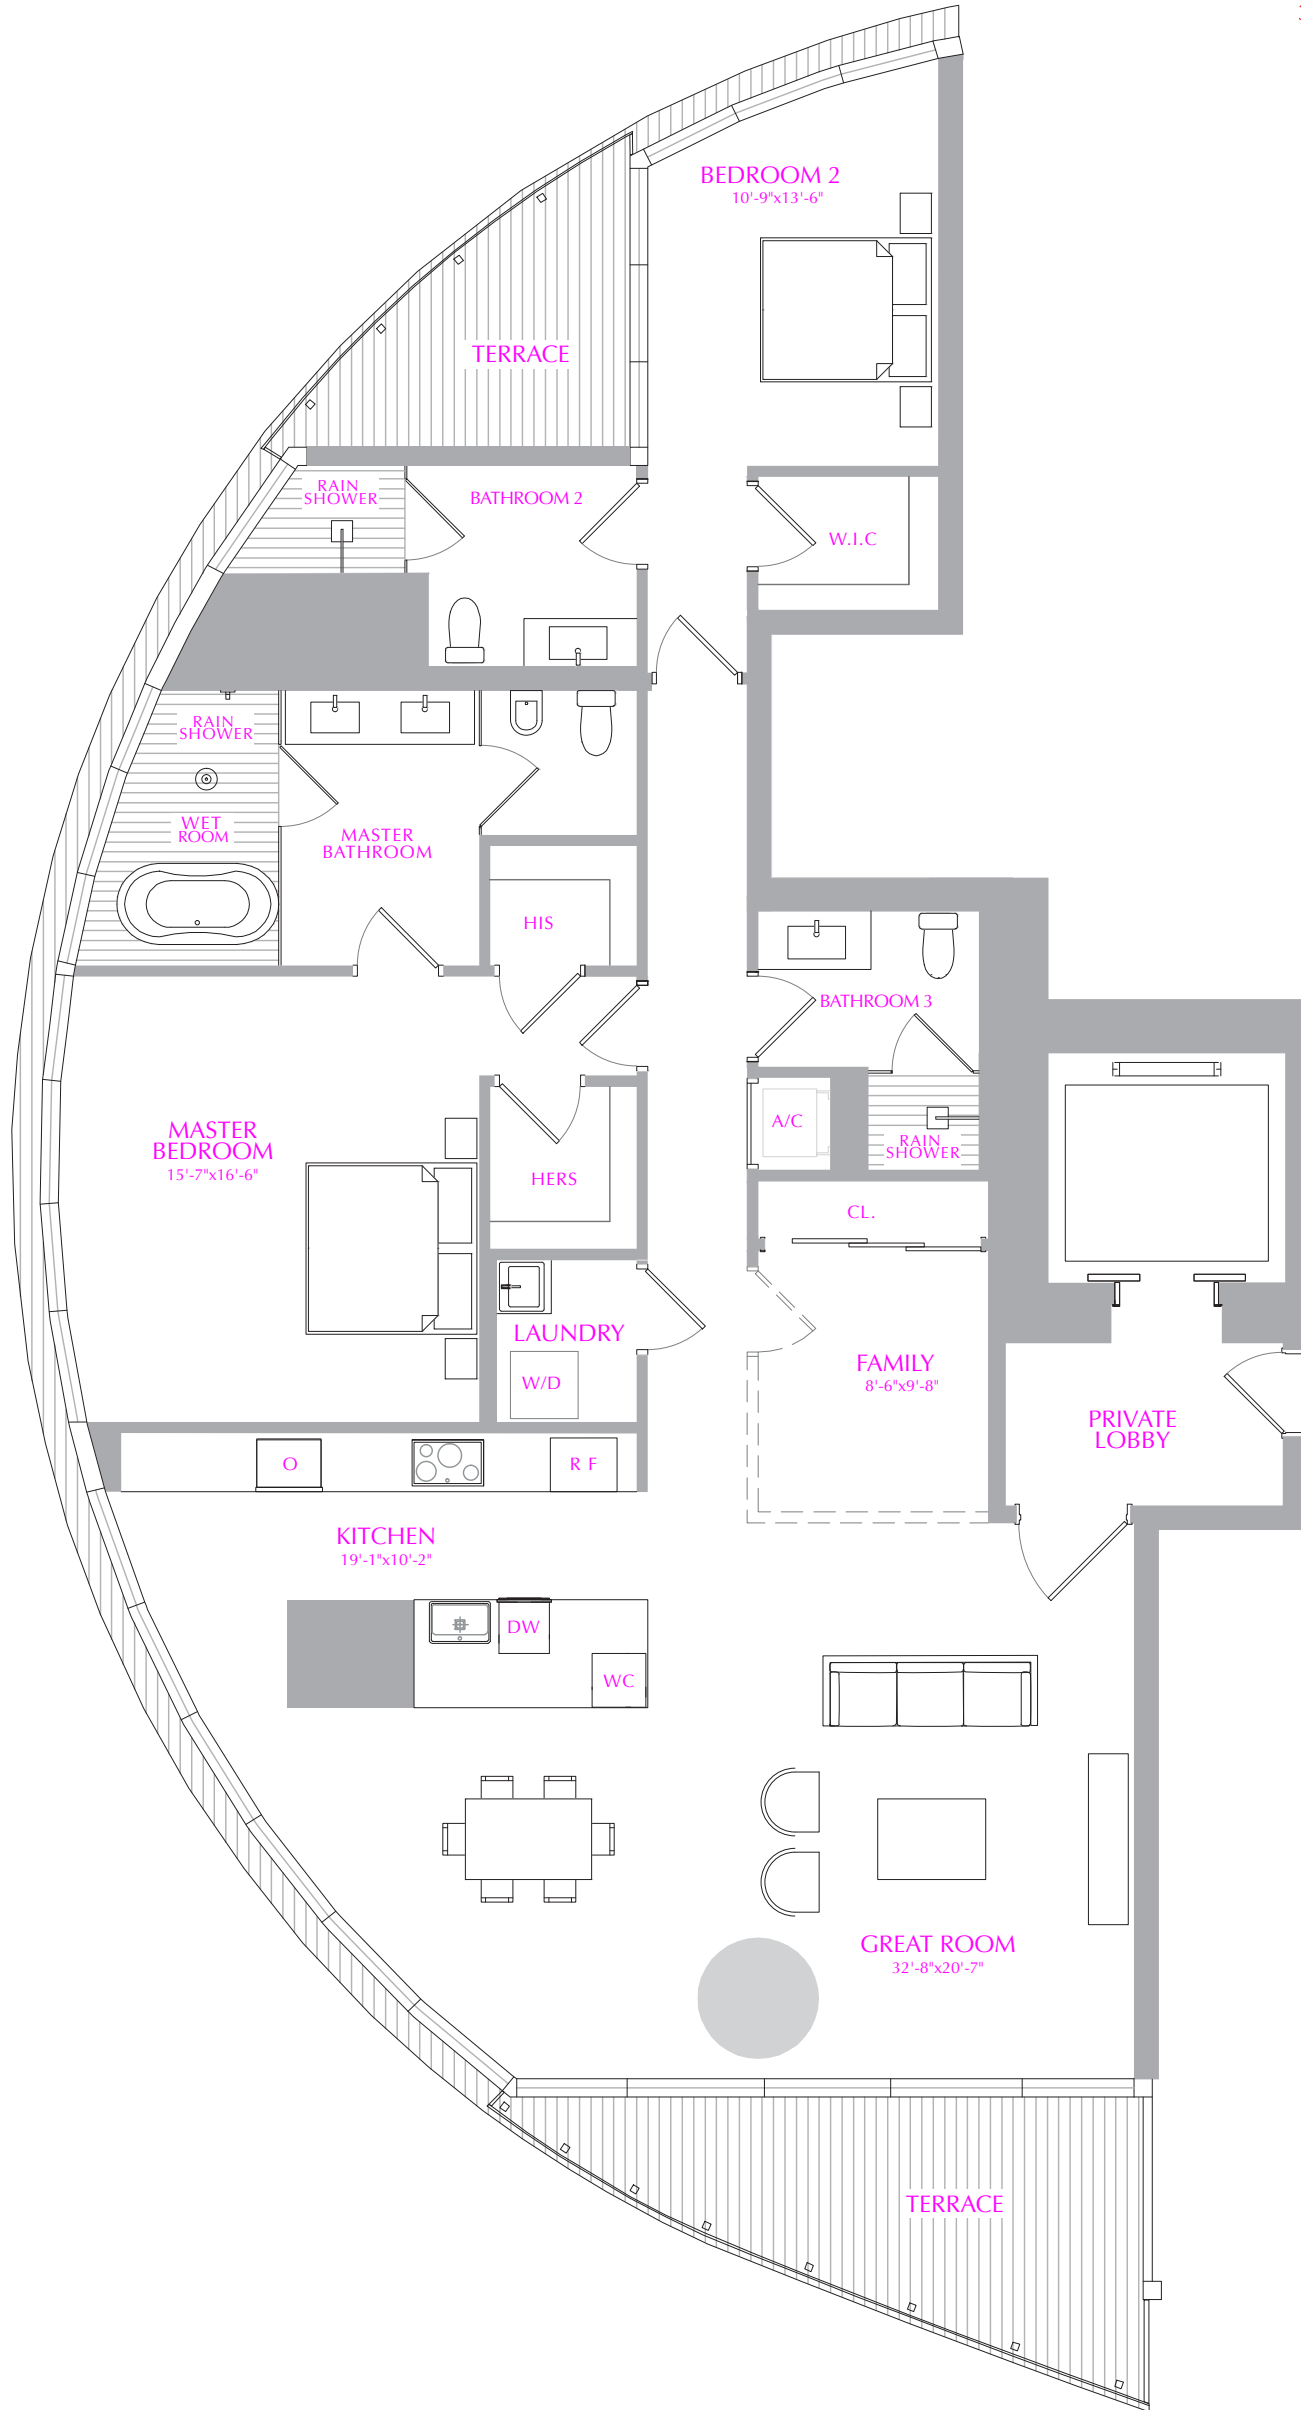 BEDROOM 2
10'-9"x13'-6"
TERRACE
RAIN
SHOWER
BATHROOM 2
W.I.C
RAIN
SHOWER
WET
ROOM
MASTER
BATHROOM
HIS
BATHROOM 3
A/C
RAIN
SHOWER
MASTER
BEDROOM
15'-7"x16'-6"
HERS
CL.
LAUNDRY
W/D
FAMILY
8'-6"x9'-8"
PRIVATE
LOBBY
O
R F
KITCHEN
19'-1"x10'-2"
DW
WC
GREAT ROOM
32'-8"x20'-7"
TERRACE